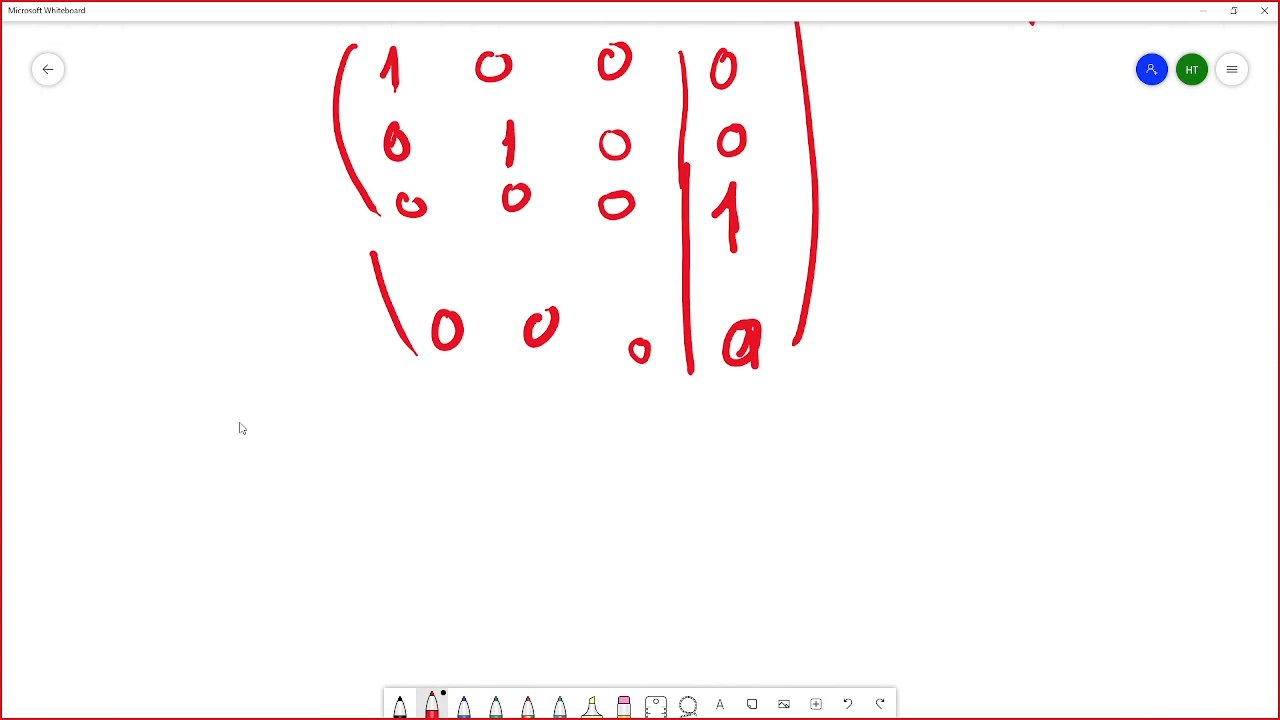 Microsoft Whiteboard
HT
1 0 0 | 0
0 1 0 | 0
0 0 0 | 1
0 0 0 | a
A